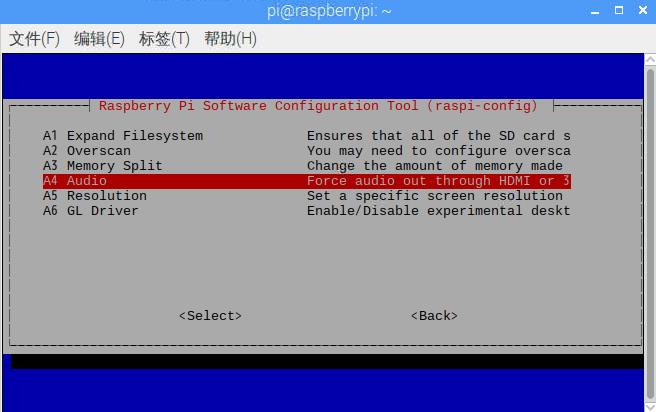 pi@raspberrypi: ~
文件(F) 编辑(E) 标签(T) 帮助(H)
Raspberry Pi Software Configuration Tool (raspi-config)
A1 Expand Filesystem Ensures that all of the SD card s
A2 Overscan You may need to configure oversca
A3 Memory Split Change the amount of memory made
A4 Audio Force audio out through HDMI or 3
A5 Resolution Set a specific screen resolution
A6 GL Driver Enable/Disable experimental deskt
<Select> <Back>